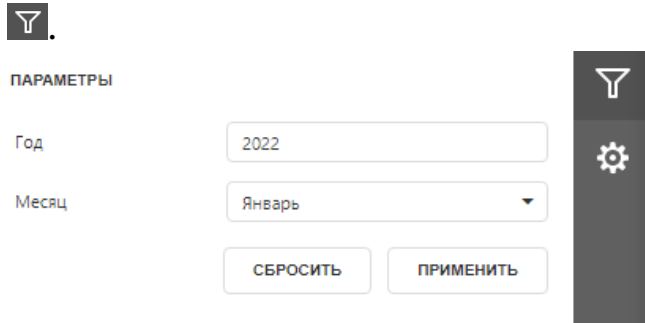 .
ПАРАМЕТРЫ
Год 2022
Месяц Январь
СБРОСИТЬ ПРИМЕНИТЬ